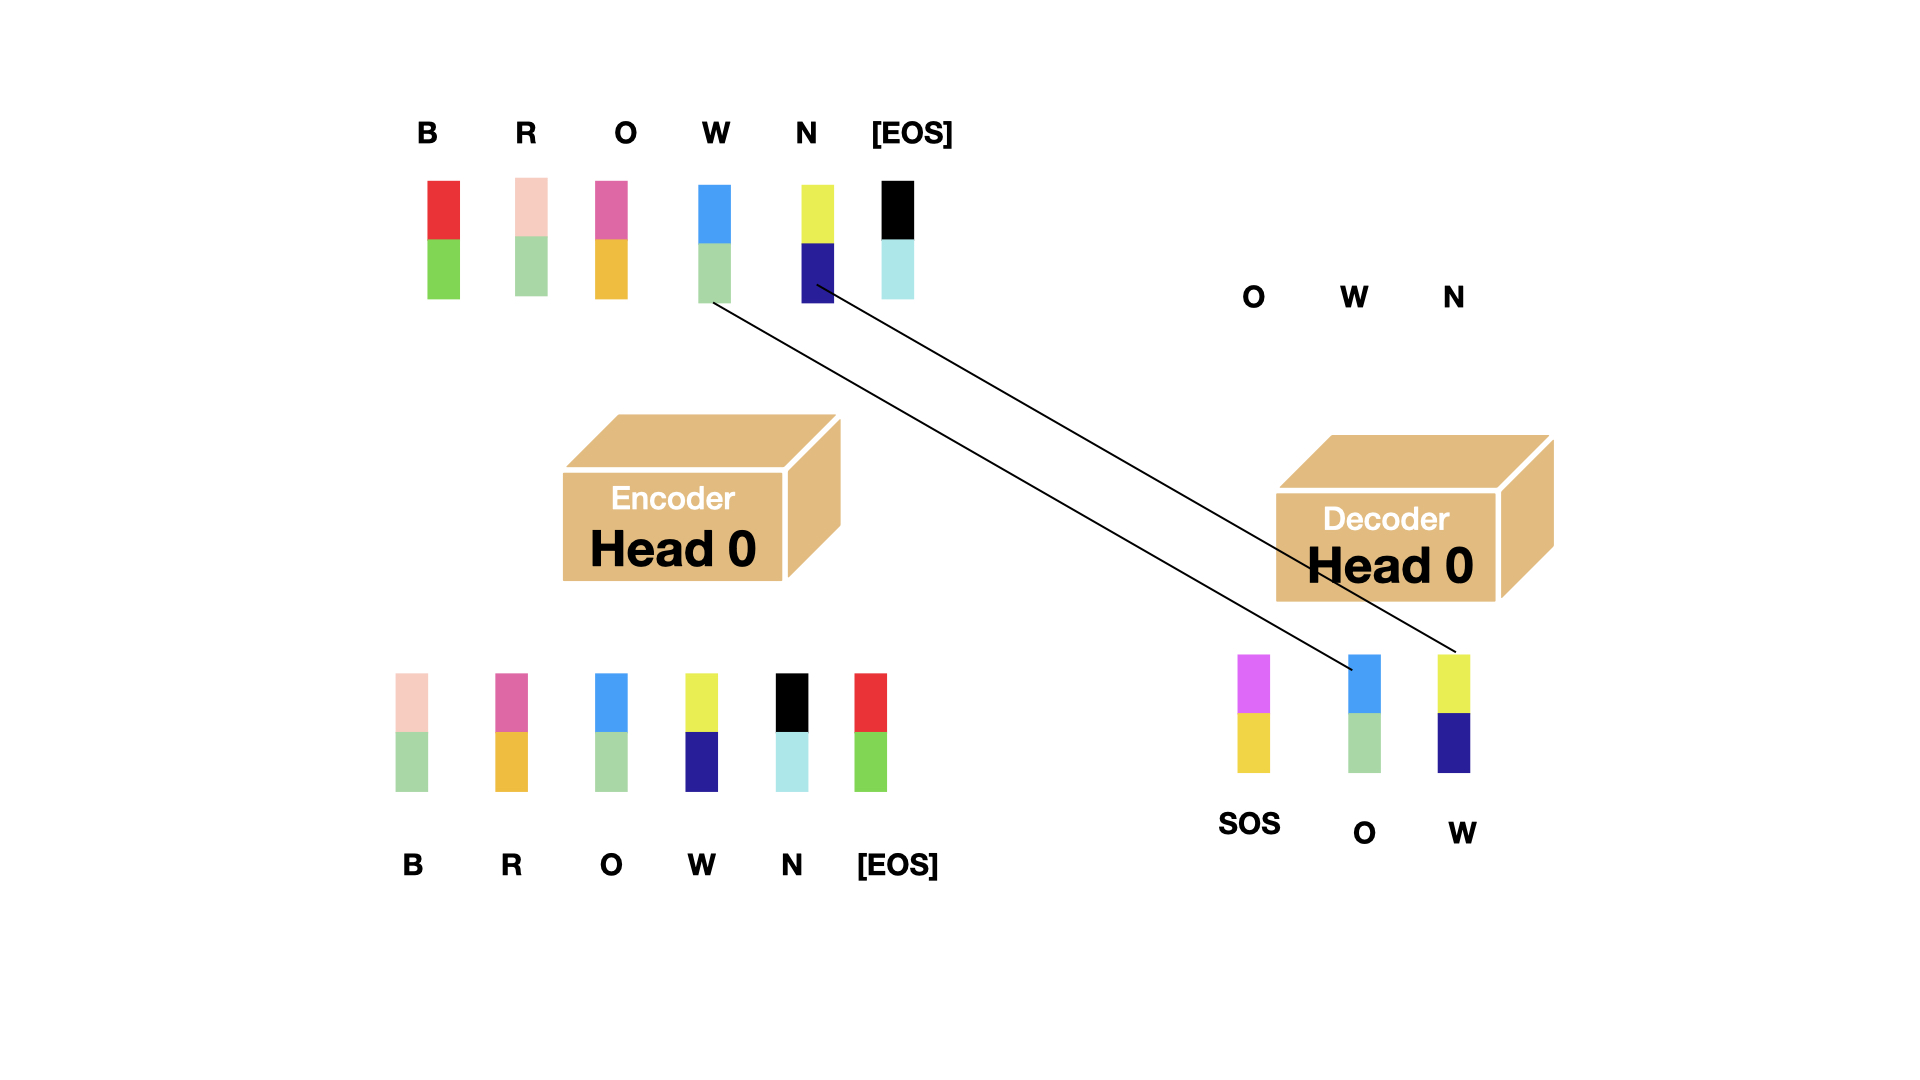 B R O W N [EOS]
O W N
Encoder
Head 0
Decoder
Head 0
SOS O W
B R O W N [EOS]